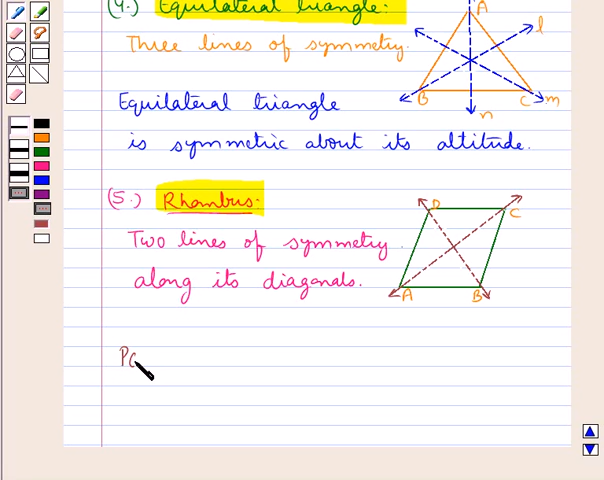 (4.) Equilateral triangle:
A
Three lines of symmetry.
l
B
C
m
n
Equilateral triangle
is symmetric about its altitude.
(5.) Rhombus:
D
C
Two lines of symmetry
along its diagonals.
A
B